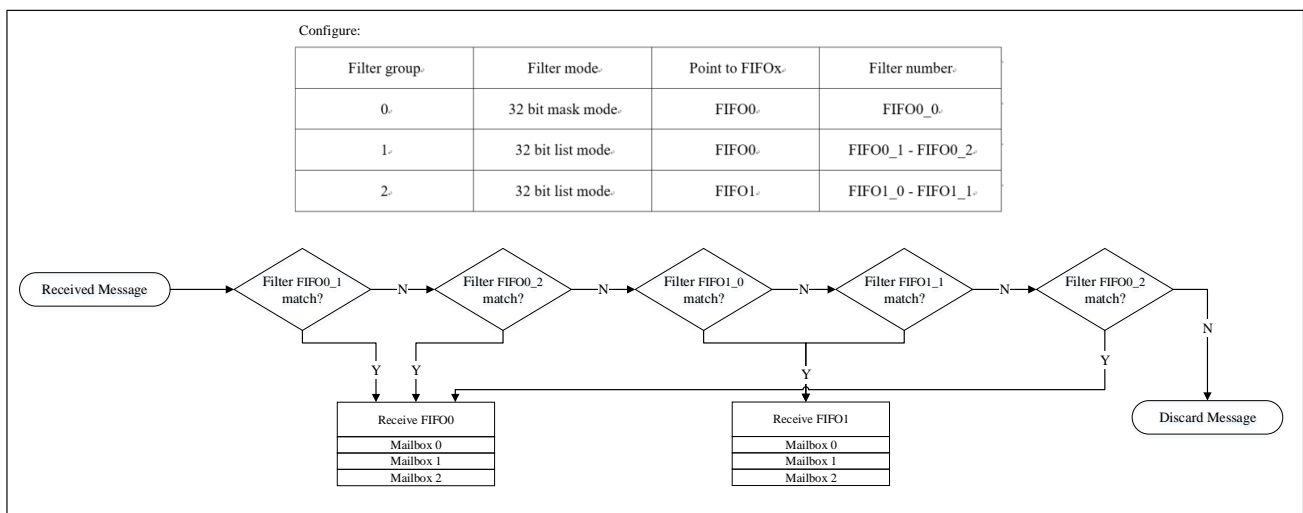 Configure:
Filter group Filter mode Point to FIFOx Filter number
0 32 bit mask mode FIFO0 FIFO0_0
1 32 bit list mode FIFO0 FIFO0_1 - FIFO0_2
2 32 bit list mode FIFO1 FIFO1_0 - FIFO1_1
Received Message
Filter FIFO0_1
match?
N
Filter FIFO0_2
match?
N
Filter FIFO1_0
match?
N
Filter FIFO1_1
match?
N
Filter FIFO0_2
match?
N
Y
Y
Y
Y
Receive FIFO0
Mailbox 0
Mailbox 1
Mailbox 2
Receive FIFO1
Mailbox 0
Mailbox 1
Mailbox 2
Discard Message